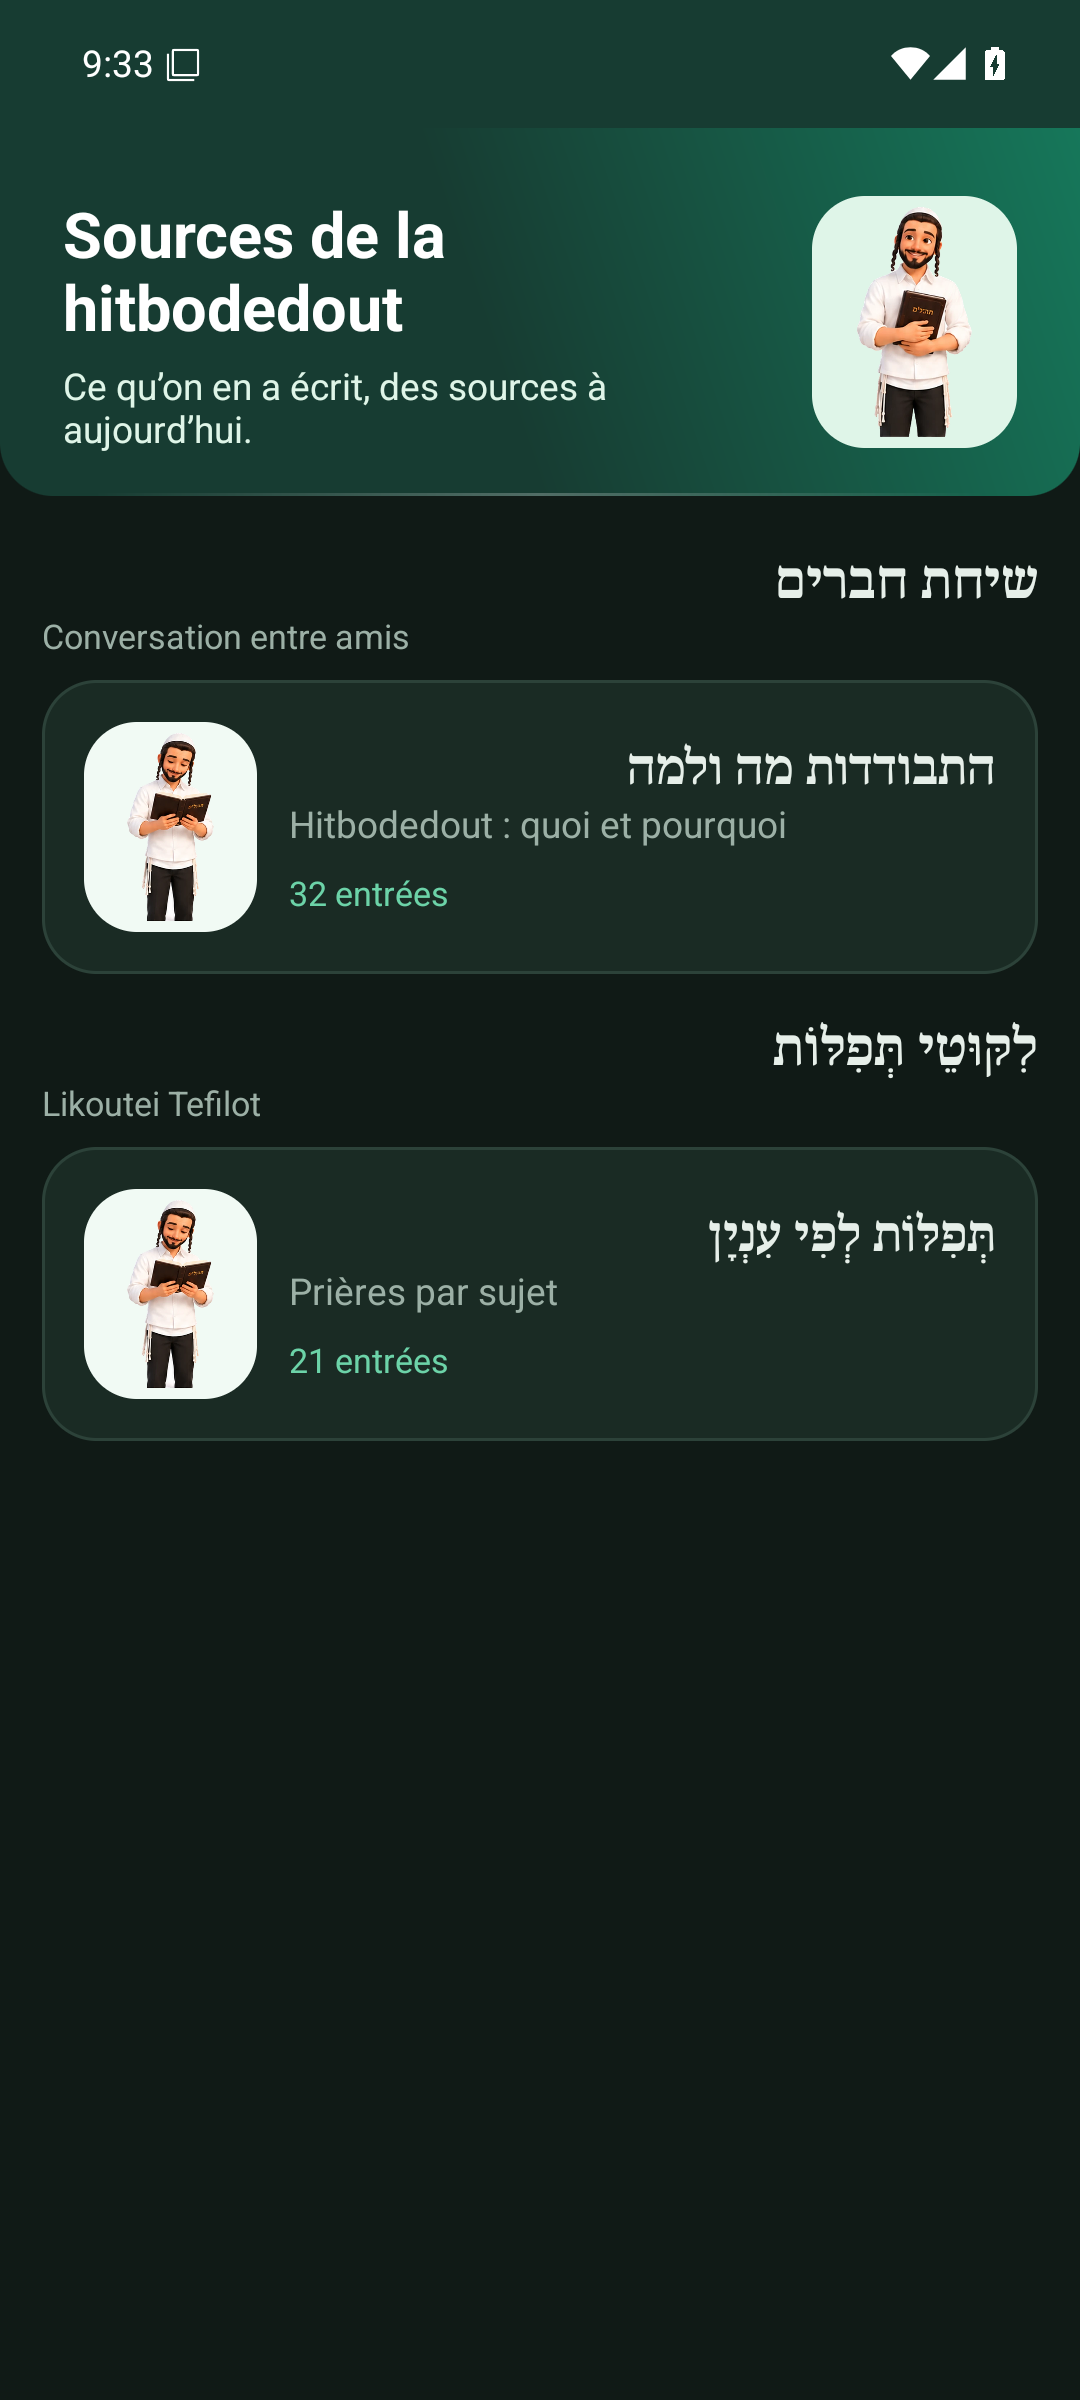 9:33
Sources de la
hitbodedout
Ce qu’on en a écrit, des sources à
aujourd’hui.
שיחת חברים
Conversation entre amis
התבודדות מה ולמה
Hitbodedout : quoi et pourquoi
32 entrées
לִקּוּטֵי תְּפִלּוֹת
Likoutei Tefilot
תְּפִלּוֹת לְפִי עִנְיָן
Prières par sujet
21 entrées